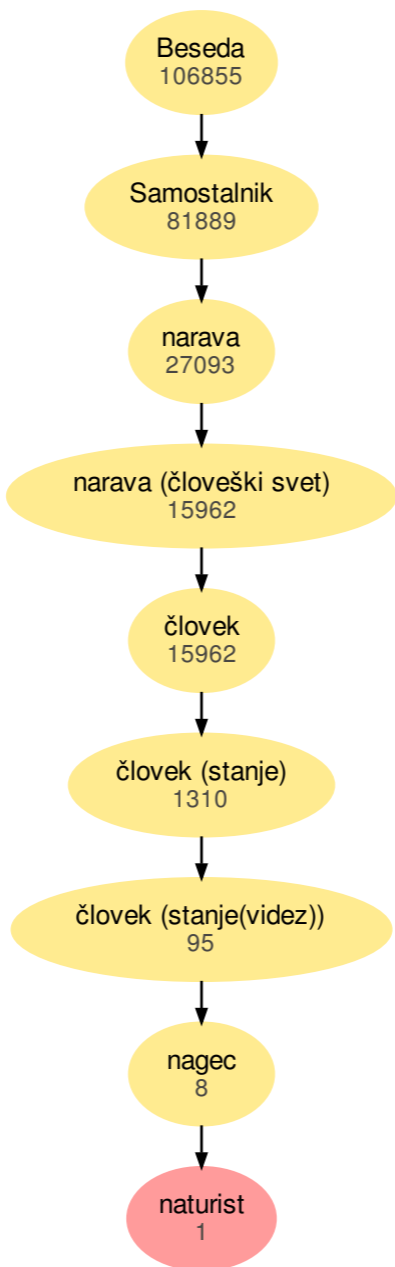 Beseda
106855
Samostalnik
81889
narava
27093
narava (človeški svet)
15962
človek
15962
človek (stanje)
1310
človek (stanje(videz))
95
nagec
8
naturist
1